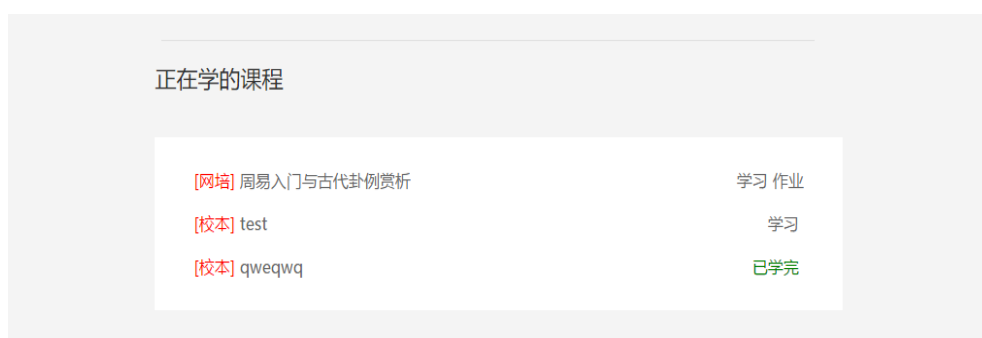 正在学的课程
[网培] 周易入门与古代卦例赏析 学习 作业
[校本] test 学习
[校本] qweqwq 已学完